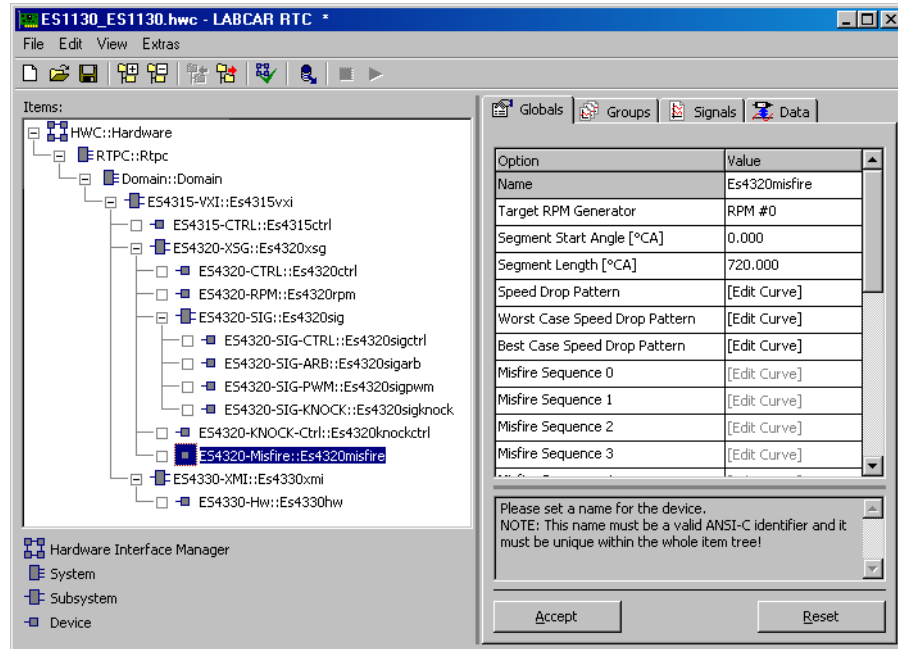 ES1130_ES1130.hwc - LABCAR RTC *
File Edit View Extras
Items:
HWC::Hardware
RTPC::Rtpc
Domain::Domain
ES4315-VXI::Es4315vxi
ES4315-CTRL::Es4315ctrl
ES4320-XSG::Es4320xsg
ES4320-CTRL::Es4320ctrl
ES4320-RPM::Es4320rpm
ES4320-SIG::Es4320sig
ES4320-SIG-CTRL::Es4320sigctrl
ES4320-SIG-ARB::Es4320sigarb
ES4320-SIG-PWM::Es4320sigpwm
ES4320-SIG-KNOCK::Es4320sigknock
ES4320-KNOCK-Ctrl::Es4320knockctrl
ES4320-Misfire::Es4320misfire
ES4330-XMI::Es4330xmi
ES4330-Hw::Es4330hw
Hardware Interface Manager
System
Subsystem
Device
Globals Groups Signals Data
Option Value
Name Es4320misfire
Target RPM Generator RPM #0
Segment Start Angle [°CA] 0.000
Segment Length [°CA] 720.000
Speed Drop Pattern [Edit Curve]
Worst Case Speed Drop Pattern [Edit Curve]
Best Case Speed Drop Pattern [Edit Curve]
Misfire Sequence 0 [Edit Curve]
Misfire Sequence 1 [Edit Curve]
Misfire Sequence 2 [Edit Curve]
Misfire Sequence 3 [Edit Curve]
Please set a name for the device.
NOTE: This name must be a valid ANSI-C identifier and it
must be unique within the whole item tree!
Accept Reset